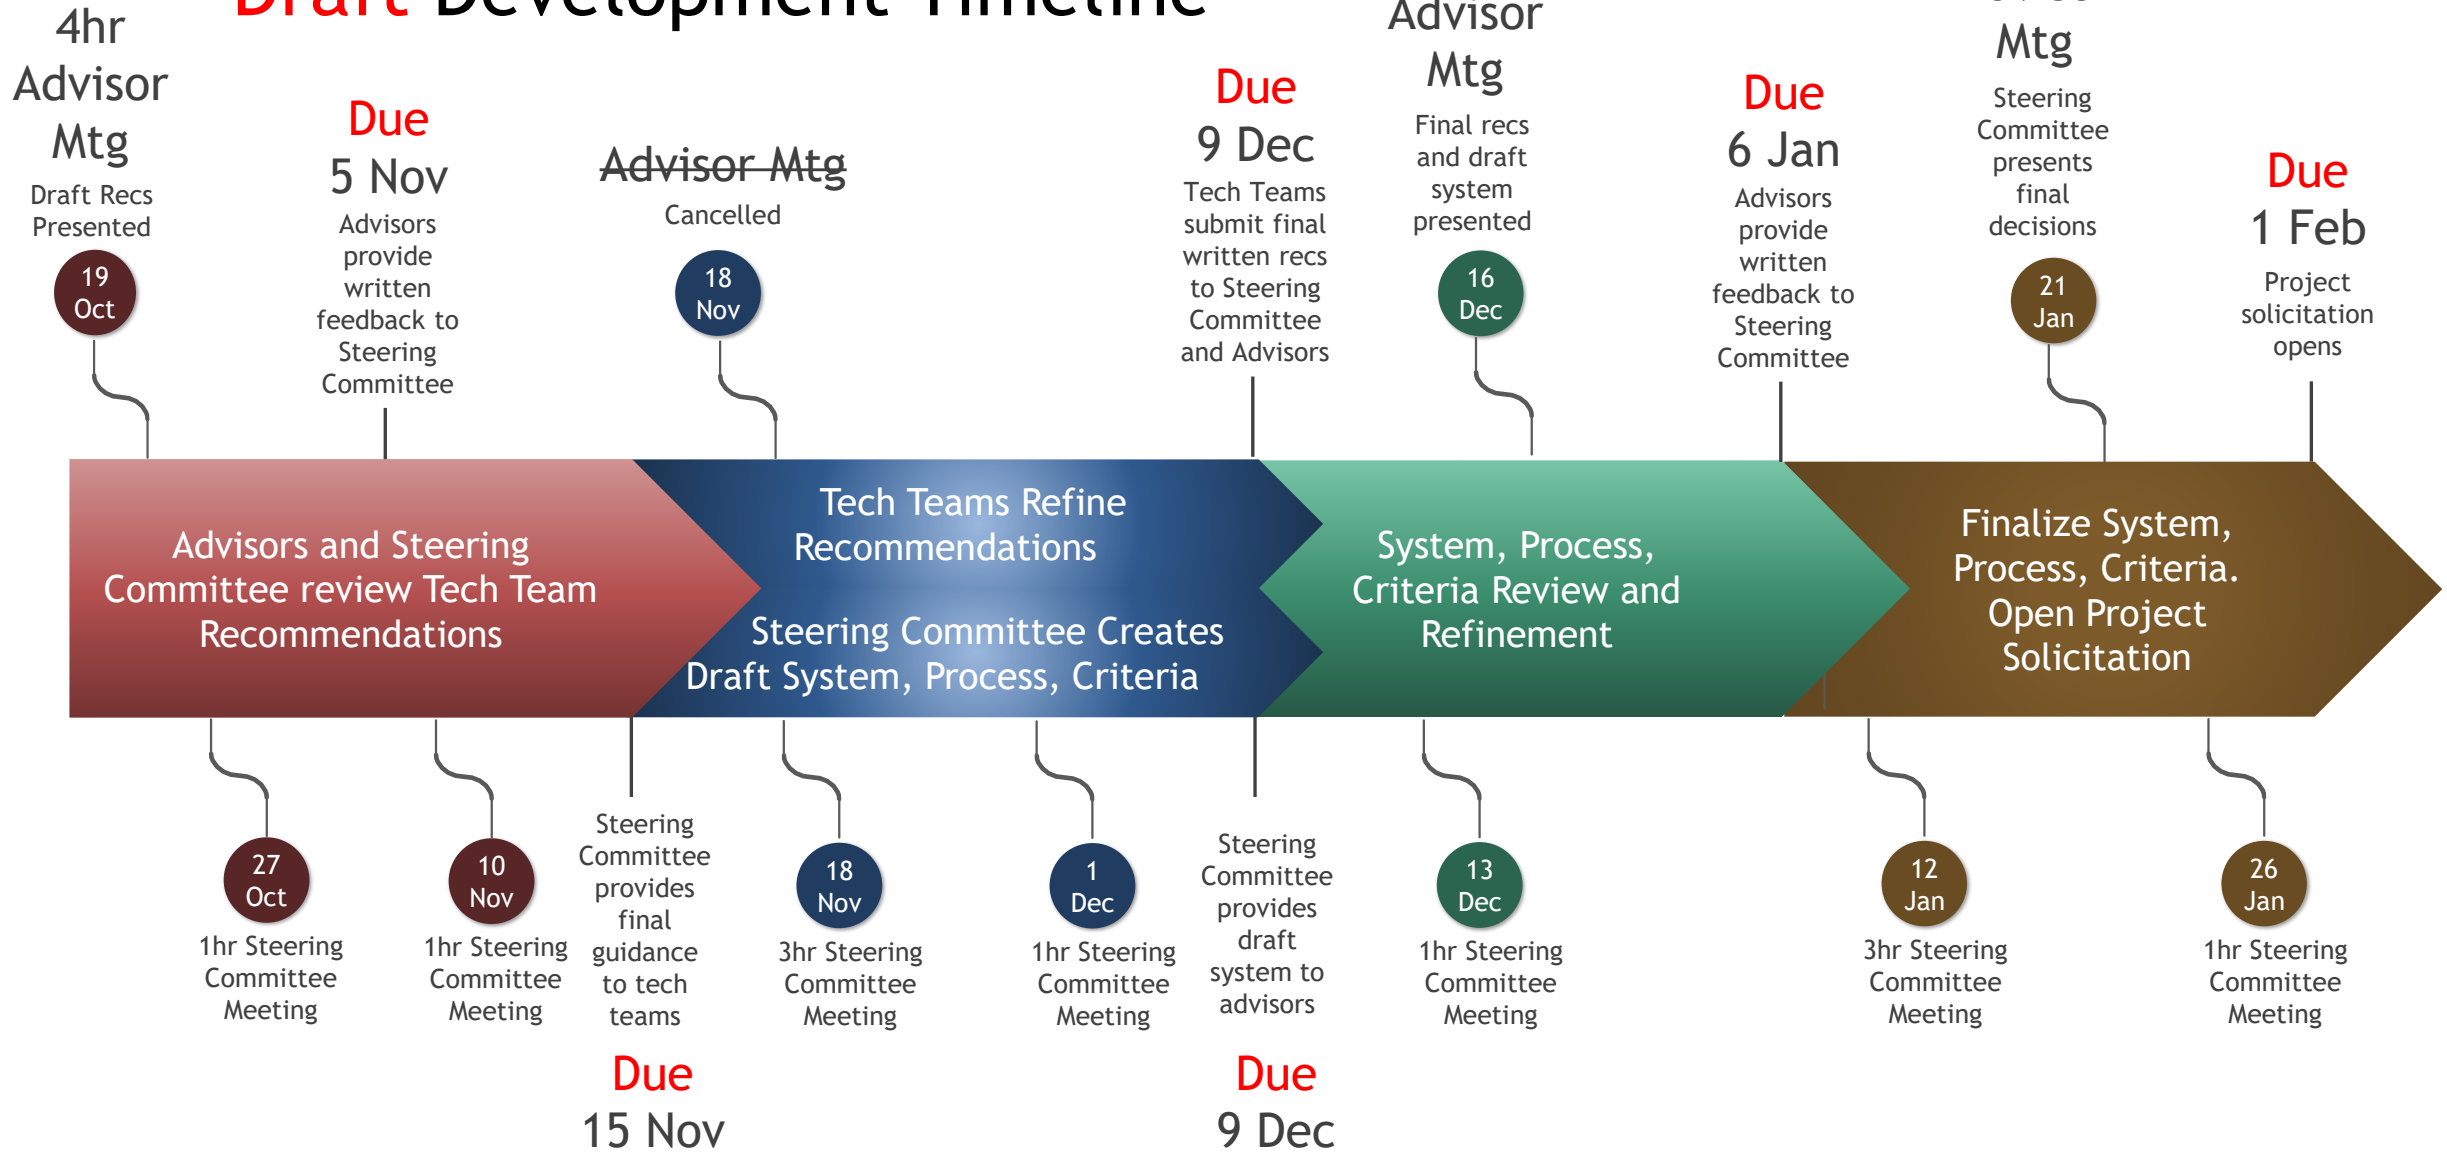 Draft Development Timeline
4hr
Advisor
Mtg
Draft Recs
Presented
19
Oct
Due
5 Nov
Advisors
provide
written
feedback to
Steering
Committee
Advisor Mtg
Cancelled
18
Nov
Due
9 Dec
Tech Teams
submit final
written recs
to Steering
Committee
and Advisors
Advisor
Mtg
Final recs
and draft
system
presented
16
Dec
Due
6 Jan
Advisors
provide
written
feedback to
Steering
Committee
Mtg
Steering
Committee
presents
final
decisions
21
Jan
Due
1 Feb
Project
solicitation
opens
Advisors and Steering
Committee review Tech Team
Recommendations
Tech Teams Refine
Recommendations
Steering Committee Creates
Draft System, Process, Criteria
System, Process,
Criteria Review and
Refinement
Finalize System,
Process, Criteria.
Open Project
Solicitation
27
Oct
1hr Steering
Committee
Meeting
10
Nov
1hr Steering
Committee
Meeting
Steering
Committee
provides
final
guidance
to tech
teams
Due
15 Nov
18
Nov
3hr Steering
Committee
Meeting
1
Dec
1hr Steering
Committee
Meeting
Steering
Committee
provides
draft
system to
advisors
Due
9 Dec
13
Dec
1hr Steering
Committee
Meeting
12
Jan
3hr Steering
Committee
Meeting
26
Jan
1hr Steering
Committee
Meeting